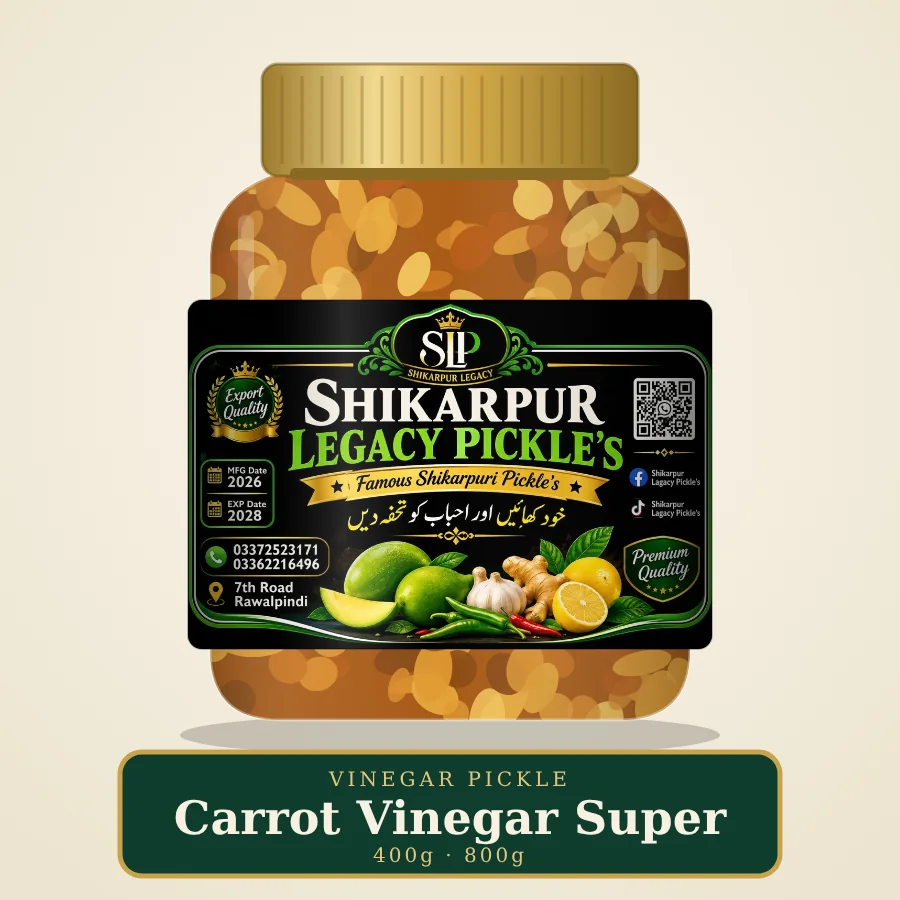 SLP
SHIKARPUR LEGACY
SHIKARPUR
LEGACY PICKLE'S
Famous Shikarpuri Pickle's
خود کھائیں اور احباب کو تحفہ دیں
Export
Quality
MFG Date
2026
EXP Date
2028
03372523171
03362216496
7th Road
Rawalpindi
Shikarpur
Legacy Pickle's
Shikarpur
Legacy Pickle's
Premium
Quality
VINEGAR PICKLE
Carrot Vinegar Super
400g · 800g